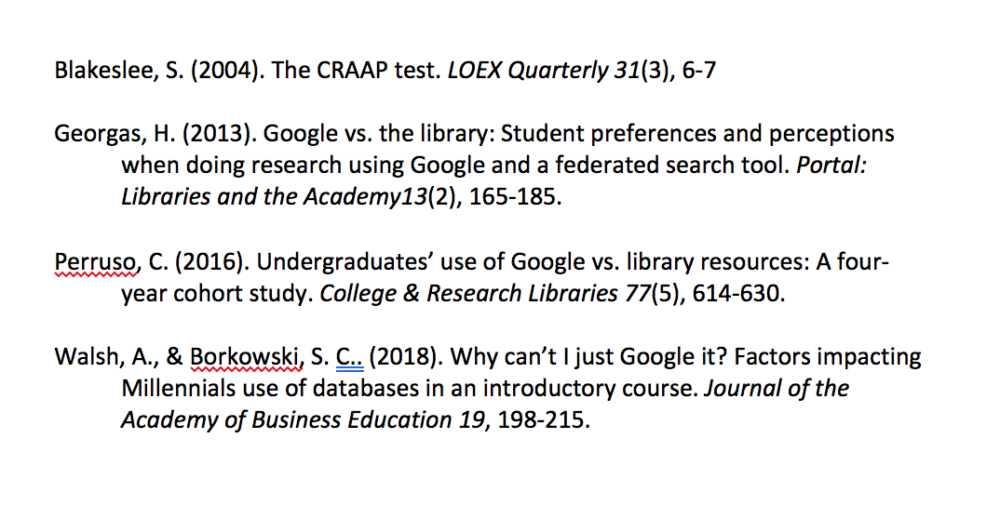 Blakeslee, S. (2004). The CRAAP test. LOEX Quarterly 31(3), 6-7
Georgas, H. (2013). Google vs. the library: Student preferences and perceptions
when doing research using Google and a federated search tool. Portal:
Libraries and the Academy13(2), 165-185.
Perruso, C. (2016). Undergraduates’ use of Google vs. library resources: A four-
year cohort study. College & Research Libraries 77(5), 614-630.
Walsh, A., & Borkowski, S. C.. (2018). Why can’t I just Google it? Factors impacting
Millennials use of databases in an introductory course. Journal of the
Academy of Business Education 19, 198-215.